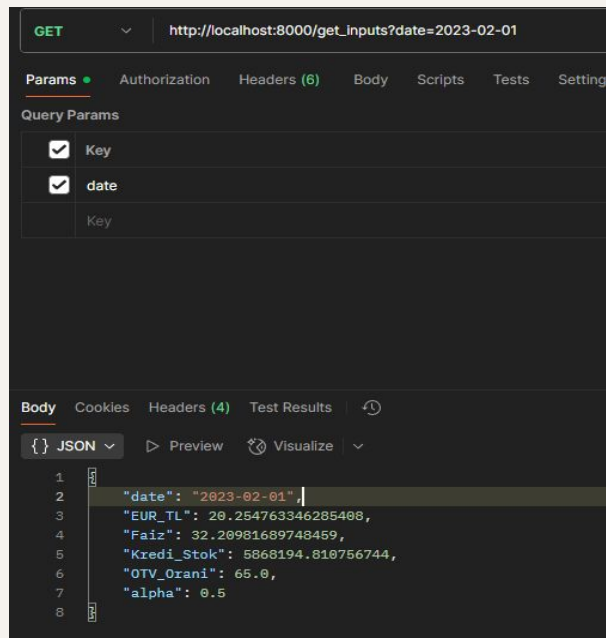 GET http://localhost:8000/get_inputs?date=2023-02-01
Params Authorization Headers (6) Body Scripts Tests Setting
Query Params
Key
date
Key
Body Cookies Headers (4) Test Results
{} JSON Preview Visualize
1 {
2 "date": "2023-02-01",
3 "EUR_TL": 20.254763346285408,
4 "Faiz": 32.20981689748459,
5 "Kredi_Stok": 5868194.810756744,
6 "OTV_Orani": 65.0,
7 "alpha": 0.5
8 }